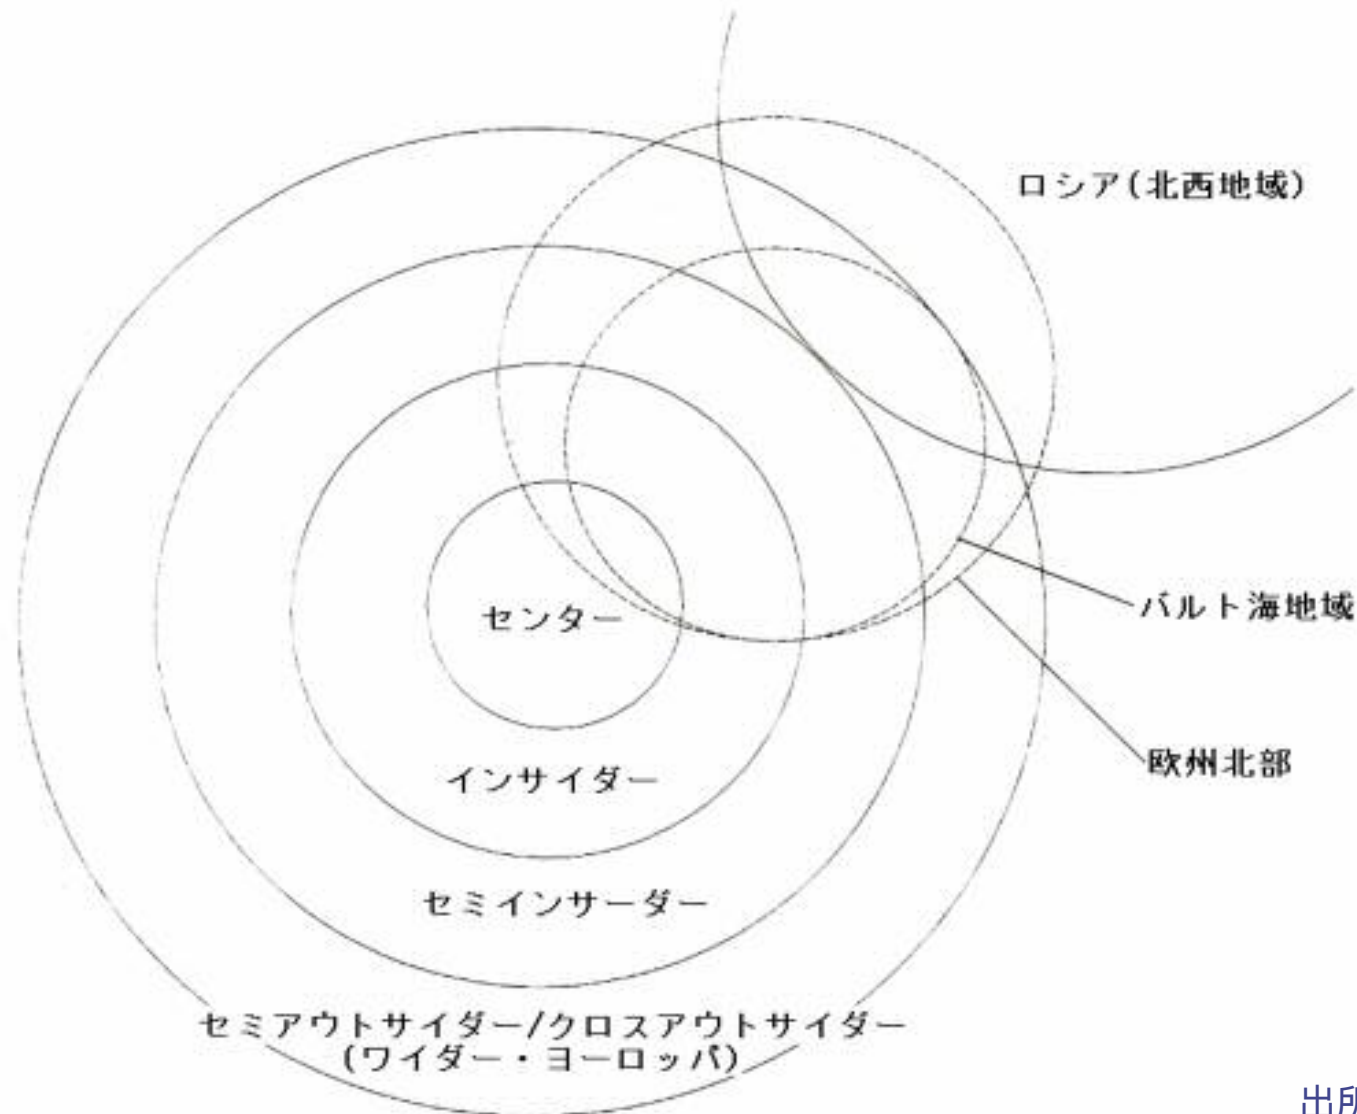 ロシア(北西地域)
センター
バルト海地域
欧州北部
インサイダー
セミインサーダー
セミアウトサイダー/クロスアウトサイダー
(ワイダー・ヨーロッパ)
出所